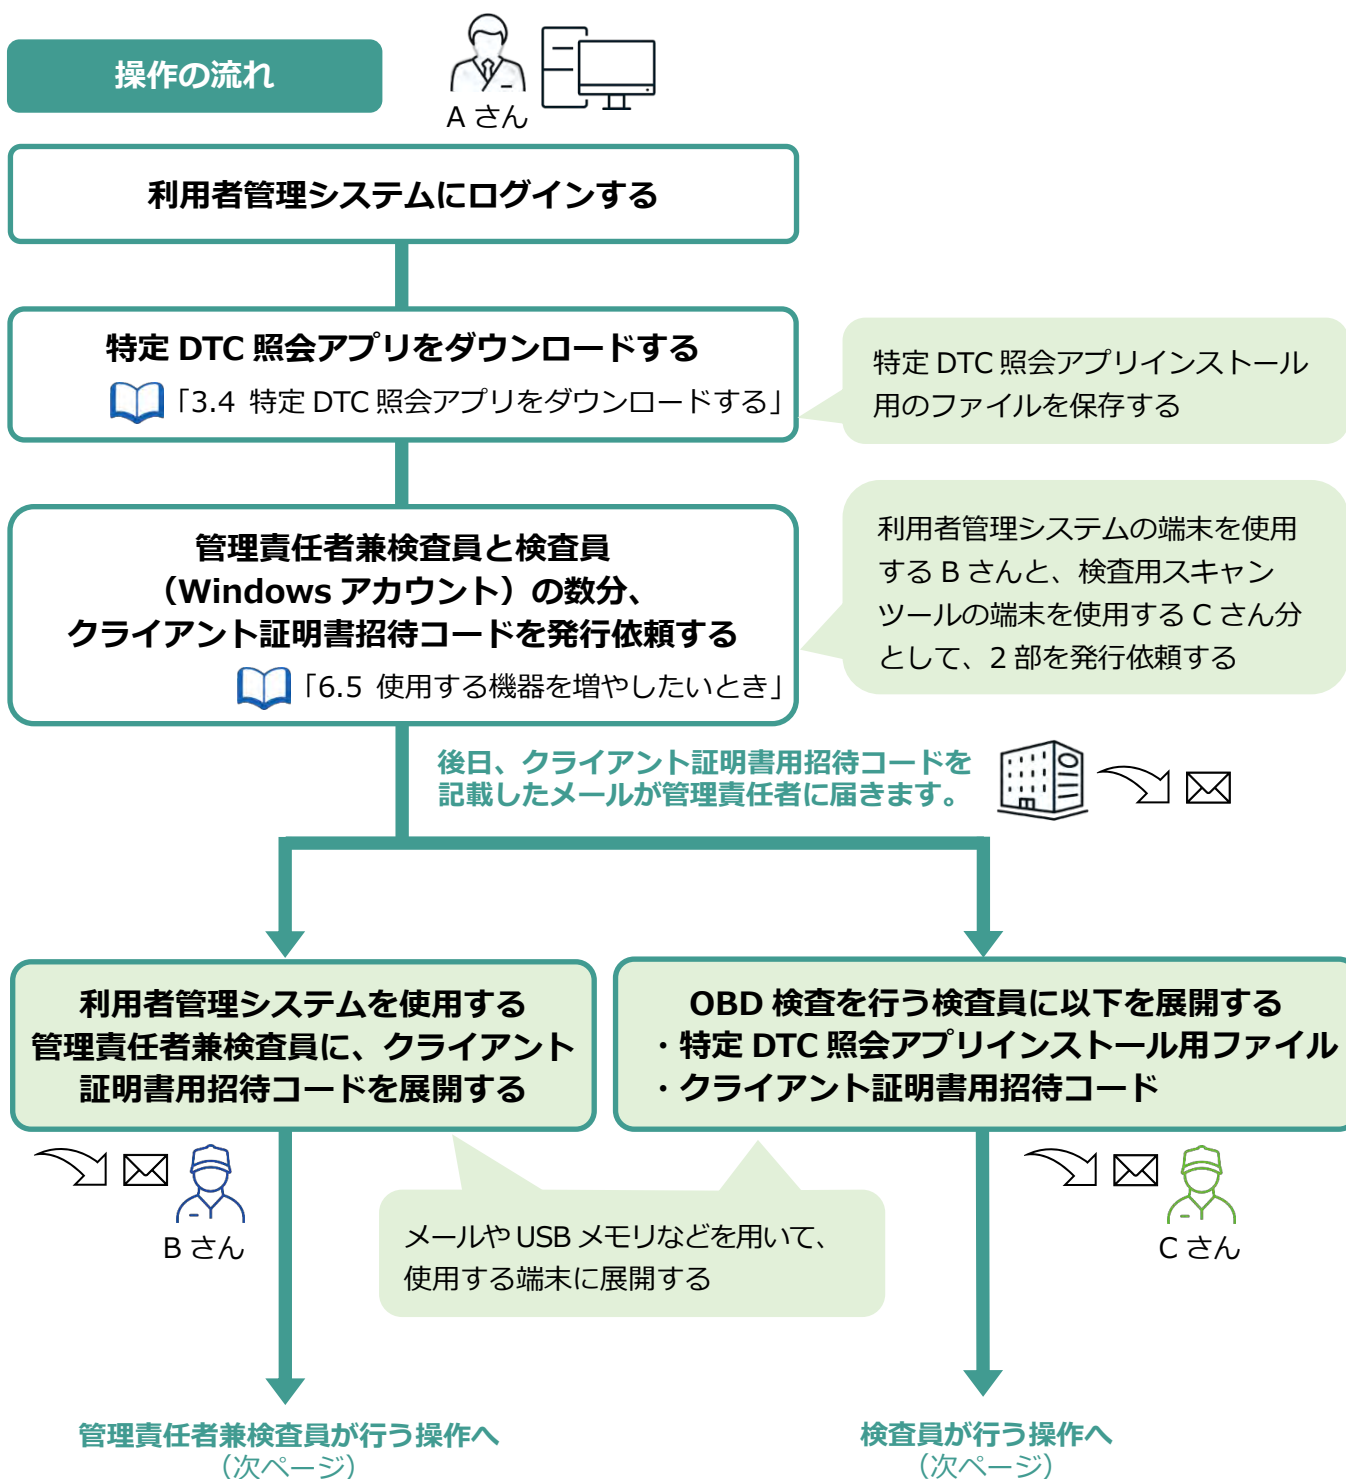 操作の流れ
A さん
利用者管理システムにログインする
特定 DTC 照会アプリをダウンロードする
「3.4 特定 DTC 照会アプリをダウンロードする」
特定 DTC 照会アプリインストール
用のファイルを保存する
管理責任者兼検査員と検査員
（Windows アカウント）の数分、
クライアント証明書招待コードを発行依頼する
「6.5 使用する機器を増やしたいとき」
利用者管理システムの端末を使用
する B さんと、検査用スキャン
ツールの端末を使用する C さん分
として、2 部を発行依頼する
後日、クライアント証明書用招待コードを
記載したメールが管理責任者に届きます。
利用者管理システムを使用する
管理責任者兼検査員に、クライアント
証明書用招待コードを展開する
OBD 検査を行う検査員に以下を展開する
・特定 DTC 照会アプリインストール用ファイル
・クライアント証明書用招待コード
B さん
C さん
メールや USB メモリなどを用いて、
使用する端末に展開する
管理責任者兼検査員が行う操作へ
（次ページ）
検査員が行う操作へ
（次ページ）